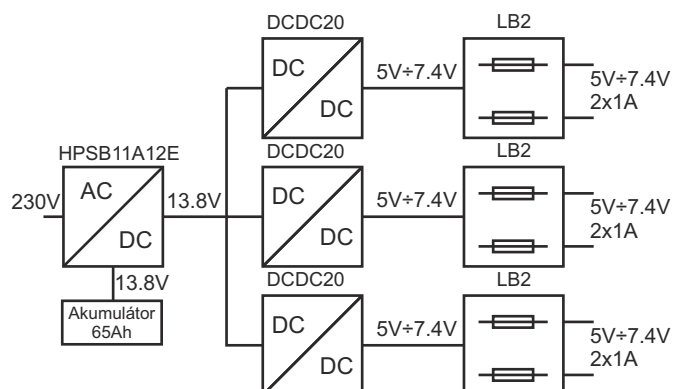 DCDC20
LB2
DC
DC
5V÷7.4V
5V÷7.4V
2x1A
HPSB11A12E
230V
AC
DC
13.8V
13.8V
Akumulátor
65Ah
DCDC20
LB2
DC
DC
5V÷7.4V
5V÷7.4V
2x1A
DCDC20
LB2
DC
DC
5V÷7.4V
5V÷7.4V
2x1A